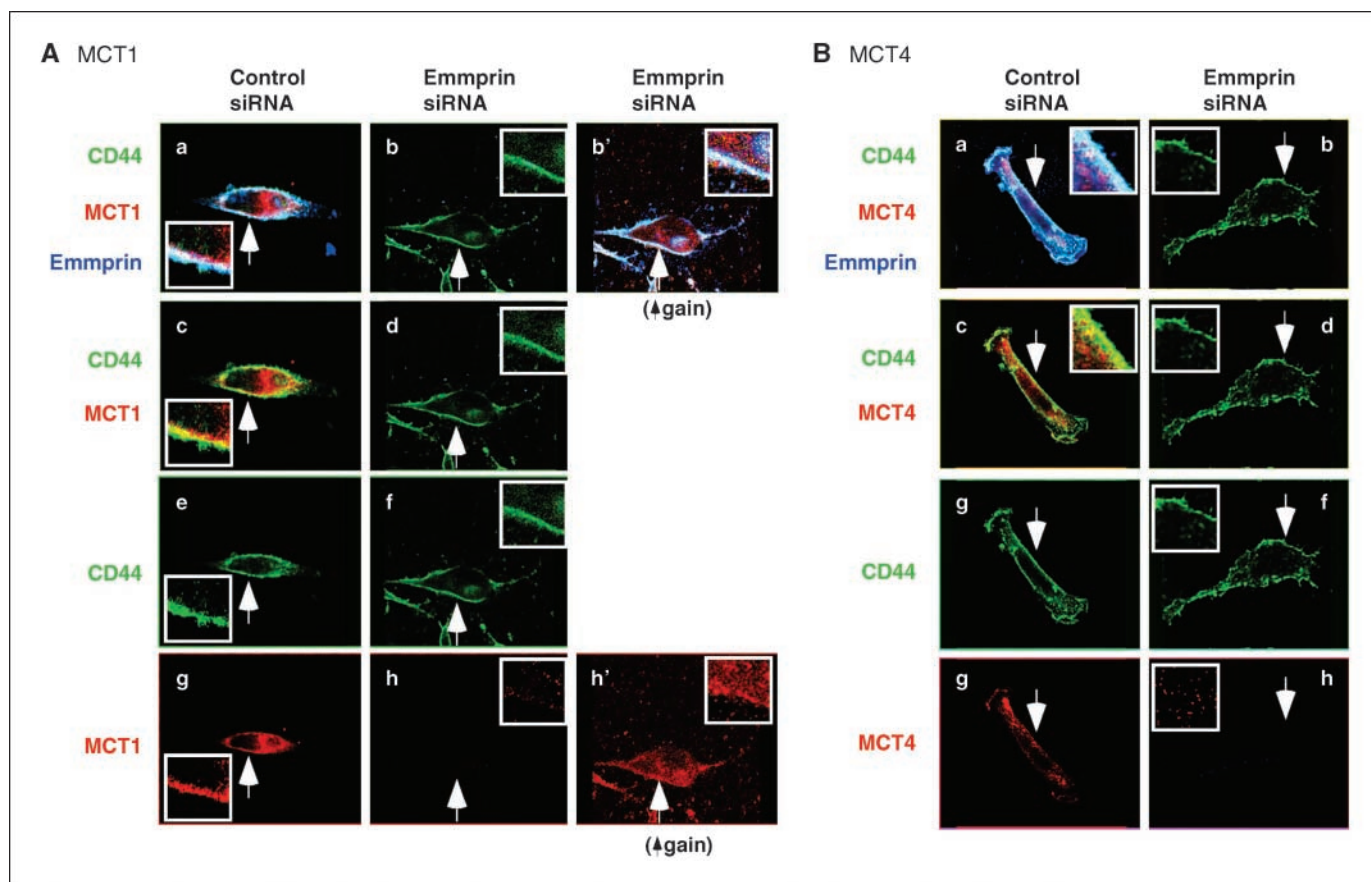 A MCT1
Control siRNA
Emmprin siRNA
Emmprin siRNA
CD44
MCT1
Emmprin
a
b
b'
(↑gain)
CD44
MCT1
c
d
CD44
e
f
MCT1
g
h
h'
(↑gain)
B MCT4
Control siRNA
Emmprin siRNA
CD44
MCT4
Emmprin
a
b
CD44
MCT4
c
d
CD44
g
f
MCT4
g
h